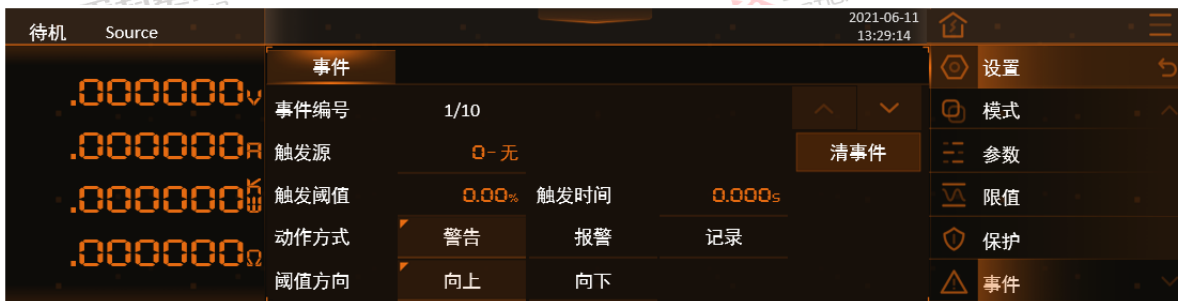 待机 Source
2021-06-11
13:29:14
事件
设置
.000000V
事件编号 1/10
模式
.000000A
触发源 0-无 清事件
参数
.000000KW
触发阈值 0.00% 触发时间 0.000s
限值
动作方式 警告 报警 记录
保护
.000000Ω
阈值方向 向上 向下
事件